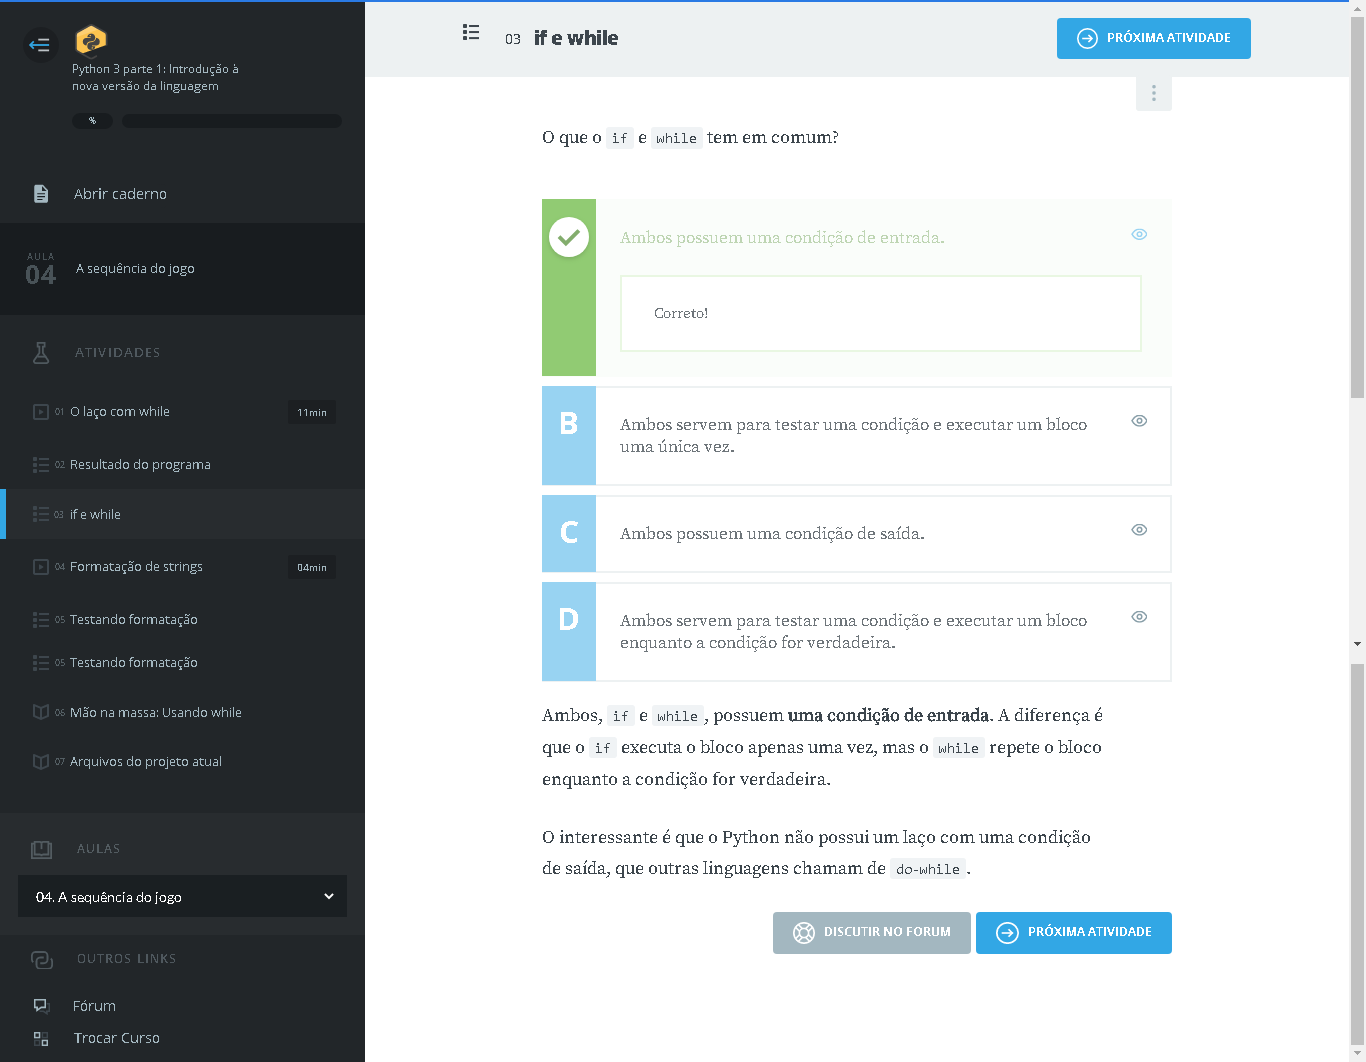 Python 3 parte 1: Introdução à
nova versão da linguagem
%
Abrir caderno
AULA
04
A sequência do jogo
ATIVIDADES
01 O laço com while 11min
02 Resultado do programa
03 if e while
04 Formatação de strings 04min
05 Testando formatação
05 Testando formatação
06 Mão na massa: Usando while
07 Arquivos do projeto atual
AULAS
04. A sequência do jogo
OUTROS LINKS
Fórum
Trocar Curso
03 if e while
PRÓXIMA ATIVIDADE
O que o if e while tem em comum?
Ambos possuem uma condição de entrada.
Correto!
B
Ambos servem para testar uma condição e executar um bloco
uma única vez.
C
Ambos possuem uma condição de saída.
D
Ambos servem para testar uma condição e executar um bloco
enquanto a condição for verdadeira.
Ambos, if e while, possuem uma condição de entrada. A diferença é
que o if executa o bloco apenas uma vez, mas o while repete o bloco
enquanto a condição for verdadeira.
O interessante é que o Python não possui um laço com uma condição
de saída, que outras linguagens chamam de do-while.
DISCUTIR NO FORUM
PRÓXIMA ATIVIDADE